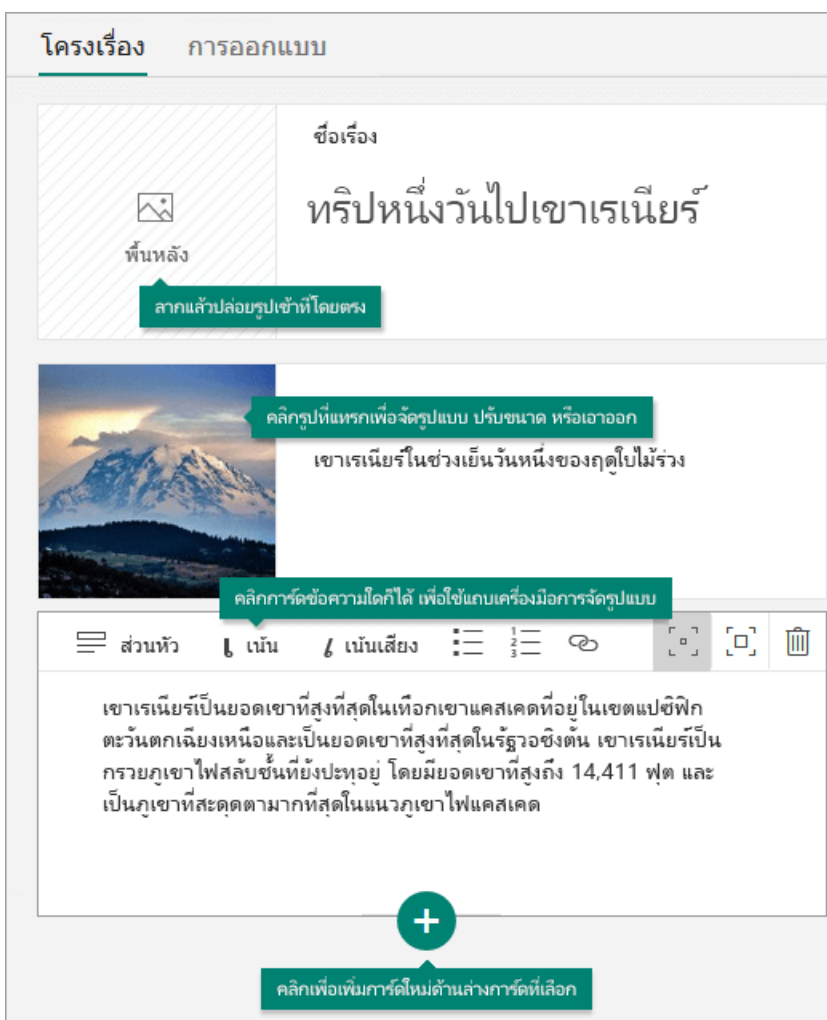 โครงเรื่อง การออกแบบ
ชื่อเรื่อง
ทริปหนึ่งวันไปเขาเรเนียร์
พื้นหลัง
ลากแล้วปล่อยรูปเข้าที่โดยตรง
คลิกรูปที่แทรกเพื่อจัดรูปแบบ ปรับขนาด หรือเอาออก
เขาเรเนียร์ในช่วงเย็นวันหนึ่งของฤดูใบไม้ร่วง
คลิกการ์ดข้อความใดก็ได้ เพื่อใช้แถบเครื่องมือการจัดรูปแบบ
ส่วนหัว เน้น เน้นเสียง
เขาเรเนียร์เป็นยอดเขาที่สูงที่สุดในเทือกเขาแคสเคดที่อยู่ในเขตแปซิฟิก
ตะวันตกเฉียงเหนือและเป็นยอดเขาที่สูงที่สุดในรัฐวอชิงตัน เขาเรเนียร์เป็น
กรวยภูเขาไฟสลับชั้นที่ยังปะทุอยู่ โดยมียอดเขาที่สูงถึง 14,411 ฟุต และ
เป็นภูเขาที่สะดุดตามากที่สุดในแนวภูเขาไฟแคสเคด
คลิกเพื่อเพิ่มการ์ดใหม่ด้านล่างการ์ดที่เลือก